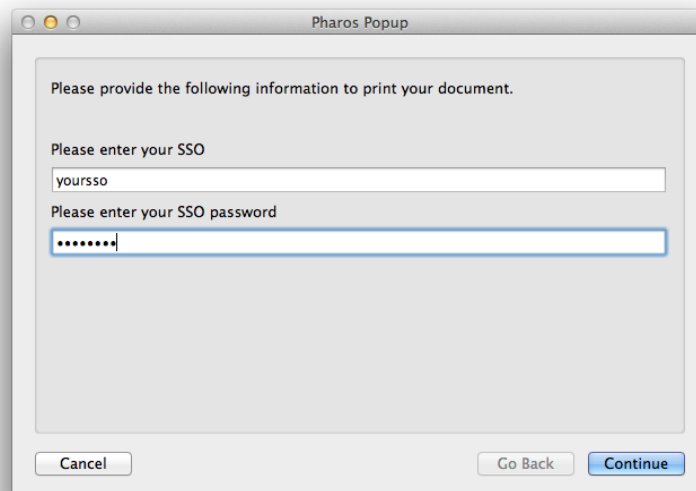 Pharos Popup
Please provide the following information to print your document.
Please enter your SSO
yoursso
Please enter your SSO password
••••••••
Cancel
Go Back
Continue